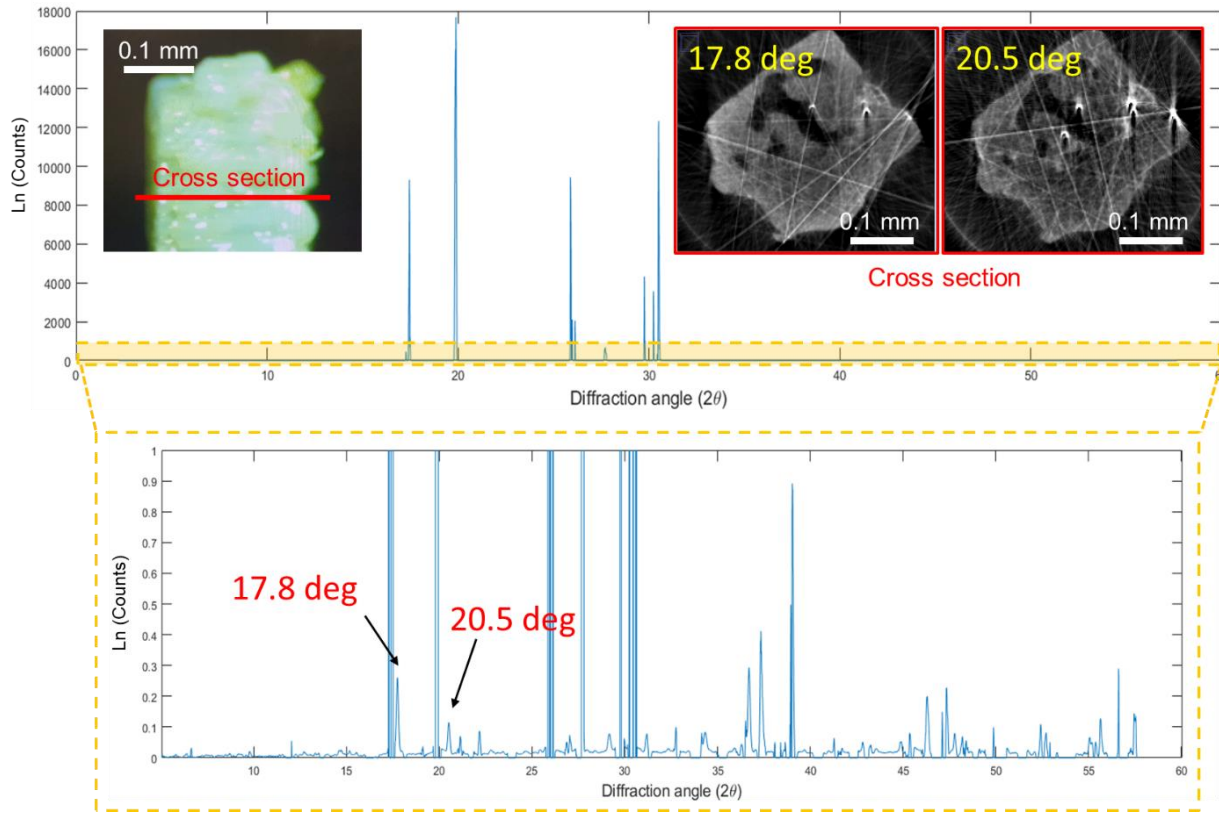 18000
16000
14000
12000
10000
8000
6000
4000
2000
0
Ln (Counts)
0.1 mm
Cross section
17.8 deg
20.5 deg
0.1 mm
0.1 mm
Cross section
0
10
20
30
40
50
Diffraction angle (2θ)
1
0.9
0.8
0.7
0.6
0.5
0.4
0.3
0.2
0.1
0
Ln (Counts)
17.8 deg
20.5 deg
10
15
20
25
30
35
40
45
50
55
60
Diffraction angle (2θ)